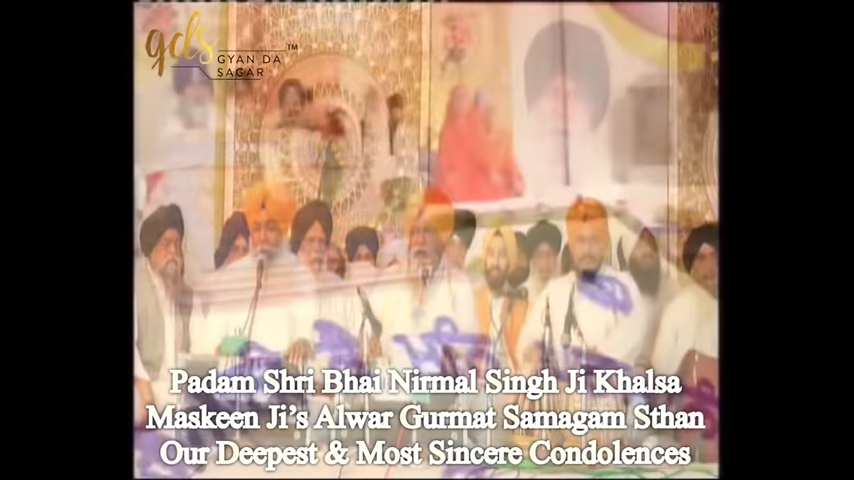 gds™
GYAN DA
SAGAR
Padam Shri Bhai Nirmal Singh Ji Khalsa
Maskeen Ji's Alwar Gurmat Samagam Sthan
Our Deepest & Most Sincere Condolences